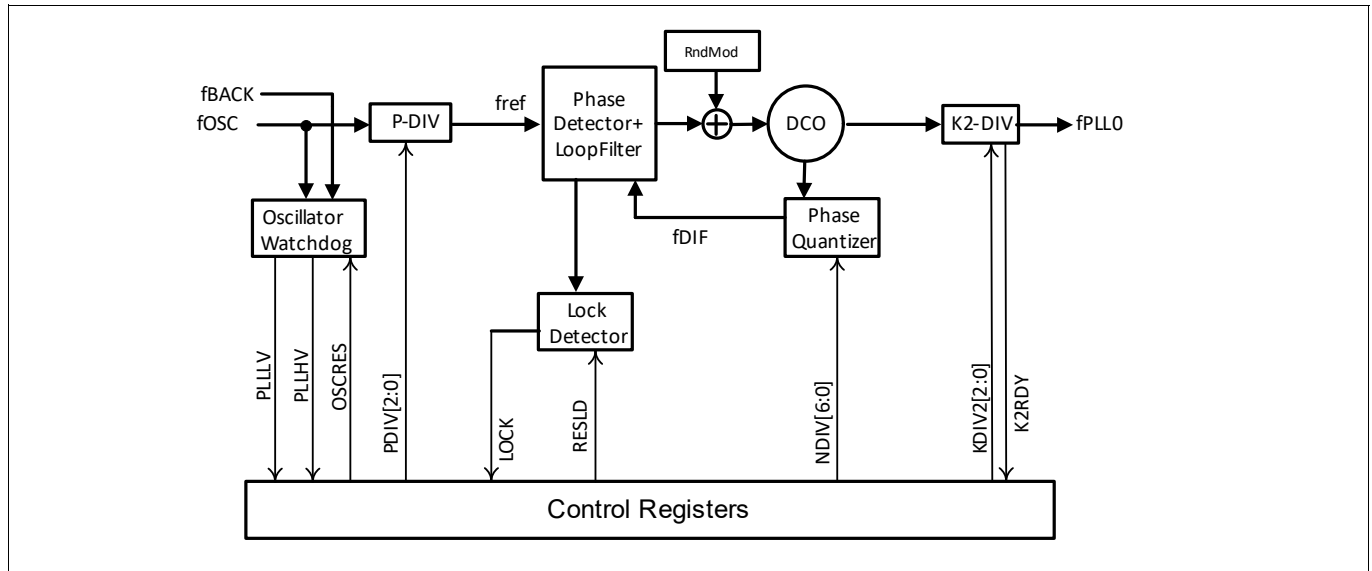 RndMod
fBACK
fOSC
P-DIV
fref
Phase
Detector+
LoopFilter
DCO
K2-DIV
fPLL0
Oscillator
Watchdog
fDIF
Phase
Quantizer
Lock
Detector
PLLLV
PLLHV
OSCRES
PDIV[2:0]
LOCK
RESLD
NDIV[6:0]
KDIV2[2:0]
K2RDY
Control Registers